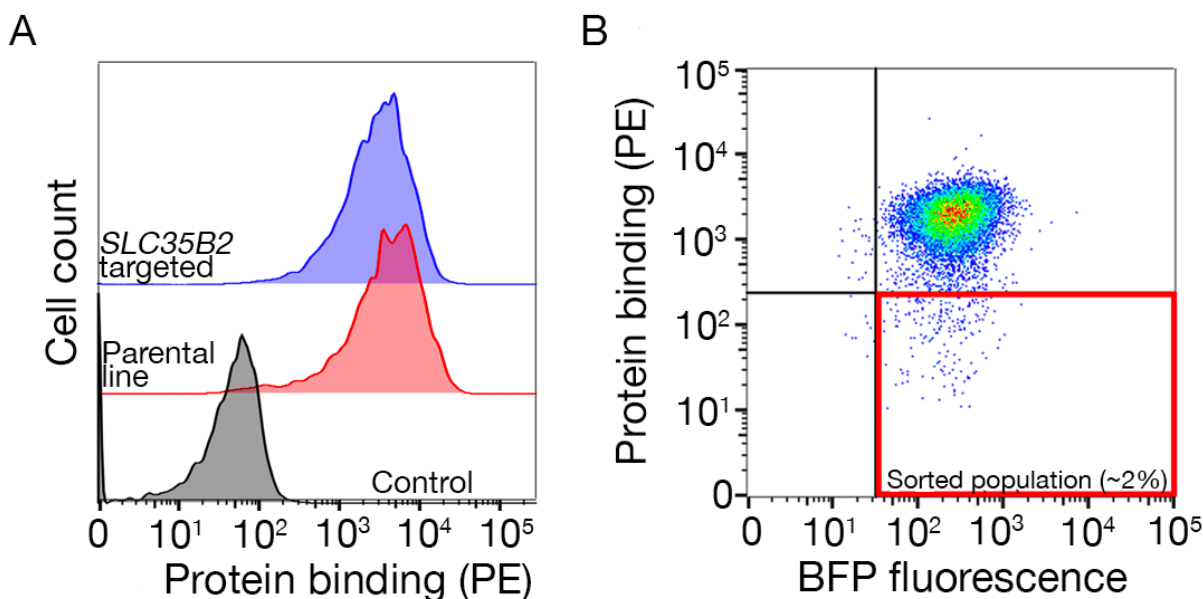 A
Cell count
SLC35B2
targeted
Parental
line
Control
0 10¹ 10² 10³ 10⁴ 10⁵
Protein binding (PE)
B
Protein binding (PE)
10⁵
10⁴
10³
10²
10¹
0
Sorted population (~2%)
0 10¹ 10² 10³ 10⁴ 10⁵
BFP fluorescence